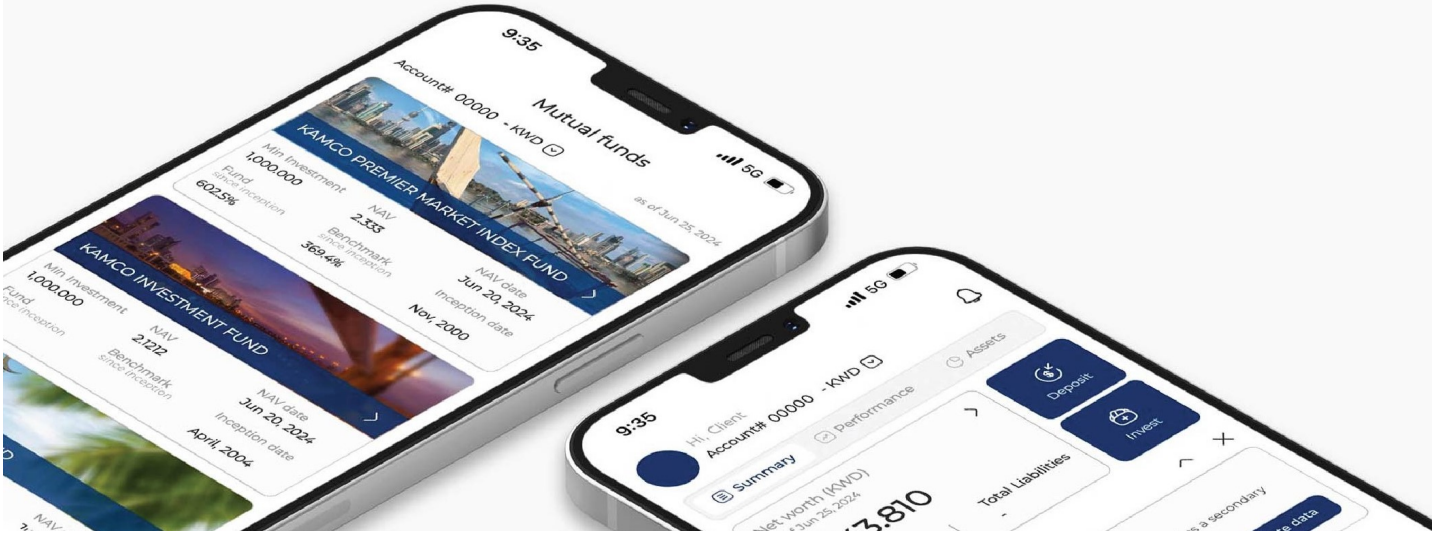 9:35
5G
Mutual funds
Account# 00000 - KWD
as of Jun 25, 2024
KAMCO PREMIER MARKET INDEX FUND
Min Investment
1,000.000
NAV
2.333
NAV date
Jun 20, 2024
Fund
since inception
602.5%
Benchmark
since inception
369.4%
Inception date
Nov, 2000
KAMCO INVESTMENT FUND
Min Investment
1,000.000
NAV
2.1212
NAV date
Jun 20, 2024
Fund
since inception
Benchmark
since inception
Inception date
April, 2004
NAV
9:35
5G
Hi, Client
Account# 00000 - KWD
Summary
Performance
Assets
Deposit
Invest
Net worth (KWD)
Jun 25, 2024
3.810
Total Liabilities
-
s a secondary
data